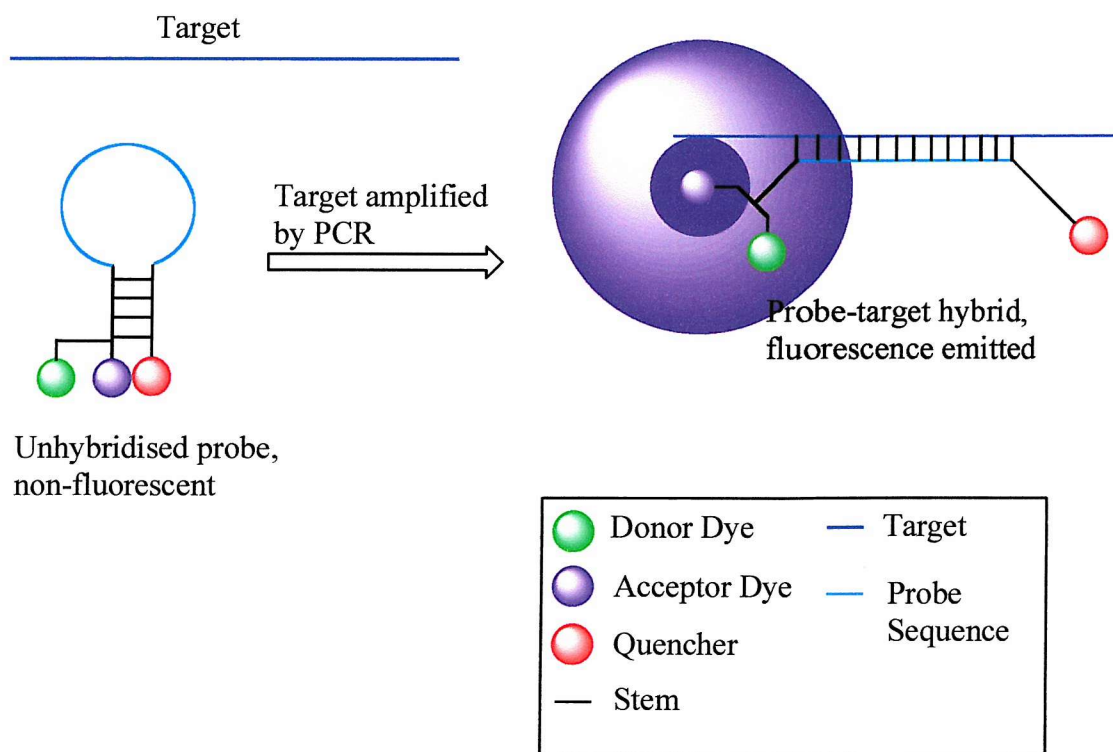 Target
Target amplified
by PCR
Probe-target hybrid,
fluorescence emitted
Unhybridised probe,
non-fluorescent
Donor Dye
Target
Acceptor Dye
Probe
Sequence
Quencher
Stem